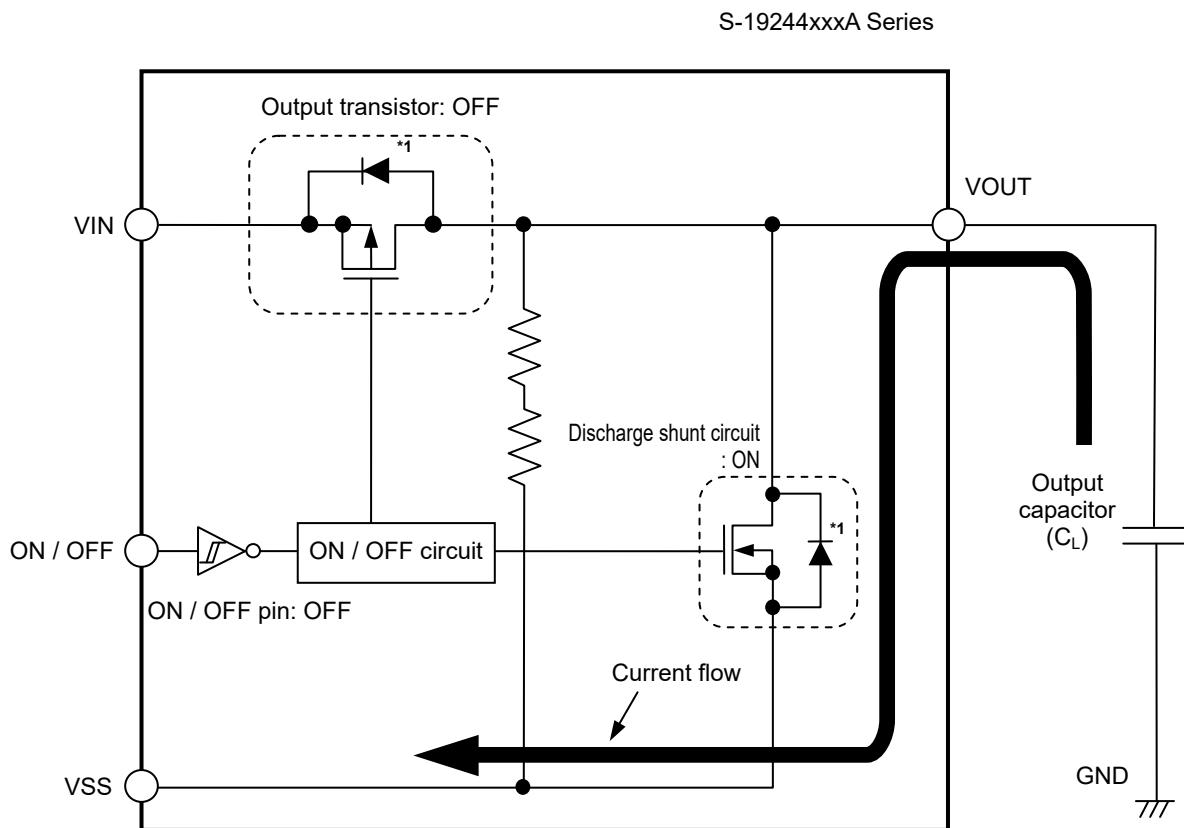 S-19244xxxA Series
Output transistor: OFF
*1
VIN
VOUT
Discharge shunt circuit
: ON
*1
Output
capacitor
(CL)
ON / OFF
ON / OFF circuit
ON / OFF pin: OFF
Current flow
VSS
GND